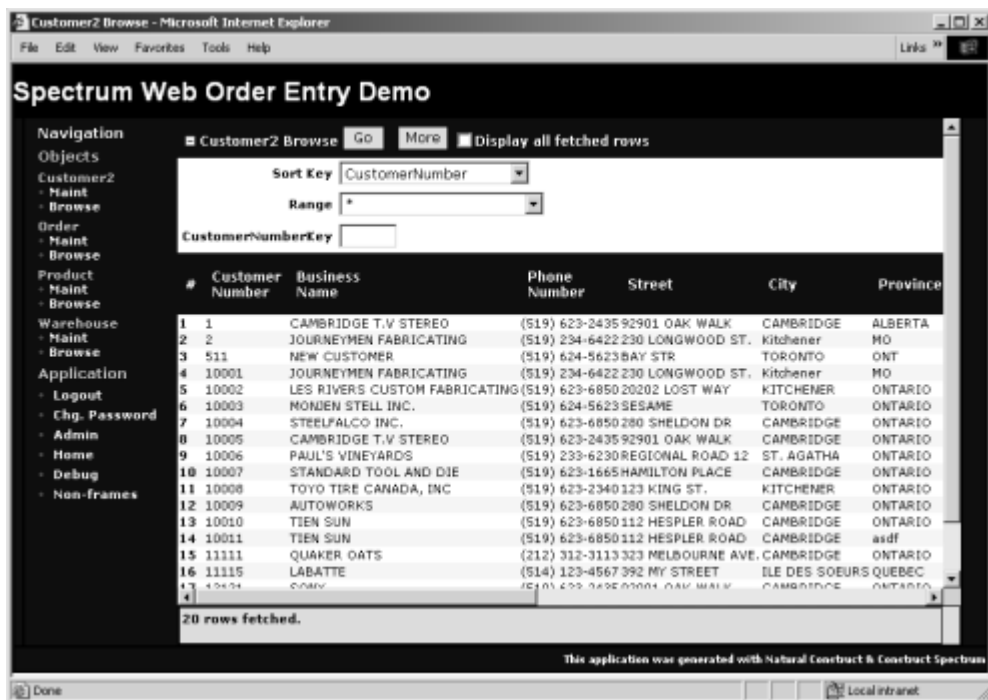 Customer2 Browse - Microsoft Internet Explorer
File Edit View Favorites Tools Help Links »
Spectrum Web Order Entry Demo
Navigation
Objects
Customer2
Maint
Browse
Order
Maint
Browse
Product
Maint
Browse
Warehouse
Maint
Browse
Application
Logout
Chg. Password
Admin
Home
Debug
Non-frames
Customer2 Browse Go More Display all fetched rows
Sort Key CustomerNumber
Range *
CustomerNumberKey
# Customer Number Business Name Phone Number Street City Province
1 1 CAMBRIDGE T.V STEREO (519) 623-2435 92901 OAK WALK CAMBRIDGE ALBERTA
2 2 JOURNEYMEN FABRICATING (519) 234-6422 230 LONGWOOD ST. Kitchener MO
3 511 NEW CUSTOMER (519) 624-5623 BAY STR TORONTO ONT
4 10001 JOURNEYMEN FABRICATING (519) 234-6422 230 LONGWOOD ST. Kitchener MO
5 10002 LES RIVERS CUSTOM FABRICATING (519) 623-6850 20202 LOST WAY KITCHENER ONTARIO
6 10003 MONJEN STELL INC. (519) 624-5623 SESAME TORONTO ONTARIO
7 10004 STEELFALCO INC. (519) 623-6850 280 SHELDON DR CAMBRIDGE ONTARIO
8 10005 CAMBRIDGE T.V STEREO (519) 623-2435 92901 OAK WALK CAMBRIDGE ONTARIO
9 10006 PAUL'S VINEYARDS (519) 233-6230 REGIONAL ROAD 12 ST. AGATHA ONTARIO
10 10007 STANDARD TOOL AND DIE (519) 623-1665 HAMILTON PLACE CAMBRIDGE ONTARIO
11 10008 TOYO TIRE CANADA, INC (519) 623-2340 123 KING ST. KITCHENER ONTARIO
12 10009 AUTOWORKS (519) 623-6850 280 SHELDON DR CAMBRIDGE ONTARIO
13 10010 TIEN SUN (519) 623-6850 112 HESPLER ROAD CAMBRIDGE ONTARIO
14 10011 TIEN SUN (519) 623-6850 112 HESPLER ROAD CAMBRIDGE asdf
15 11111 QUAKER OATS (212) 312-3113 323 MELBOURNE AVE. CAMBRIDGE ONTARIO
16 11115 LABATTE (514) 123-4567 392 MY STREET ILE DES SOEURS QUEBEC
17 12121 SONY (519) 623-2435 92901 OAK WALK CAMBRIDGE ONTARIO
20 rows fetched.
This application was generated with Natural Construct & Construct Spectrum
Done Local intranet